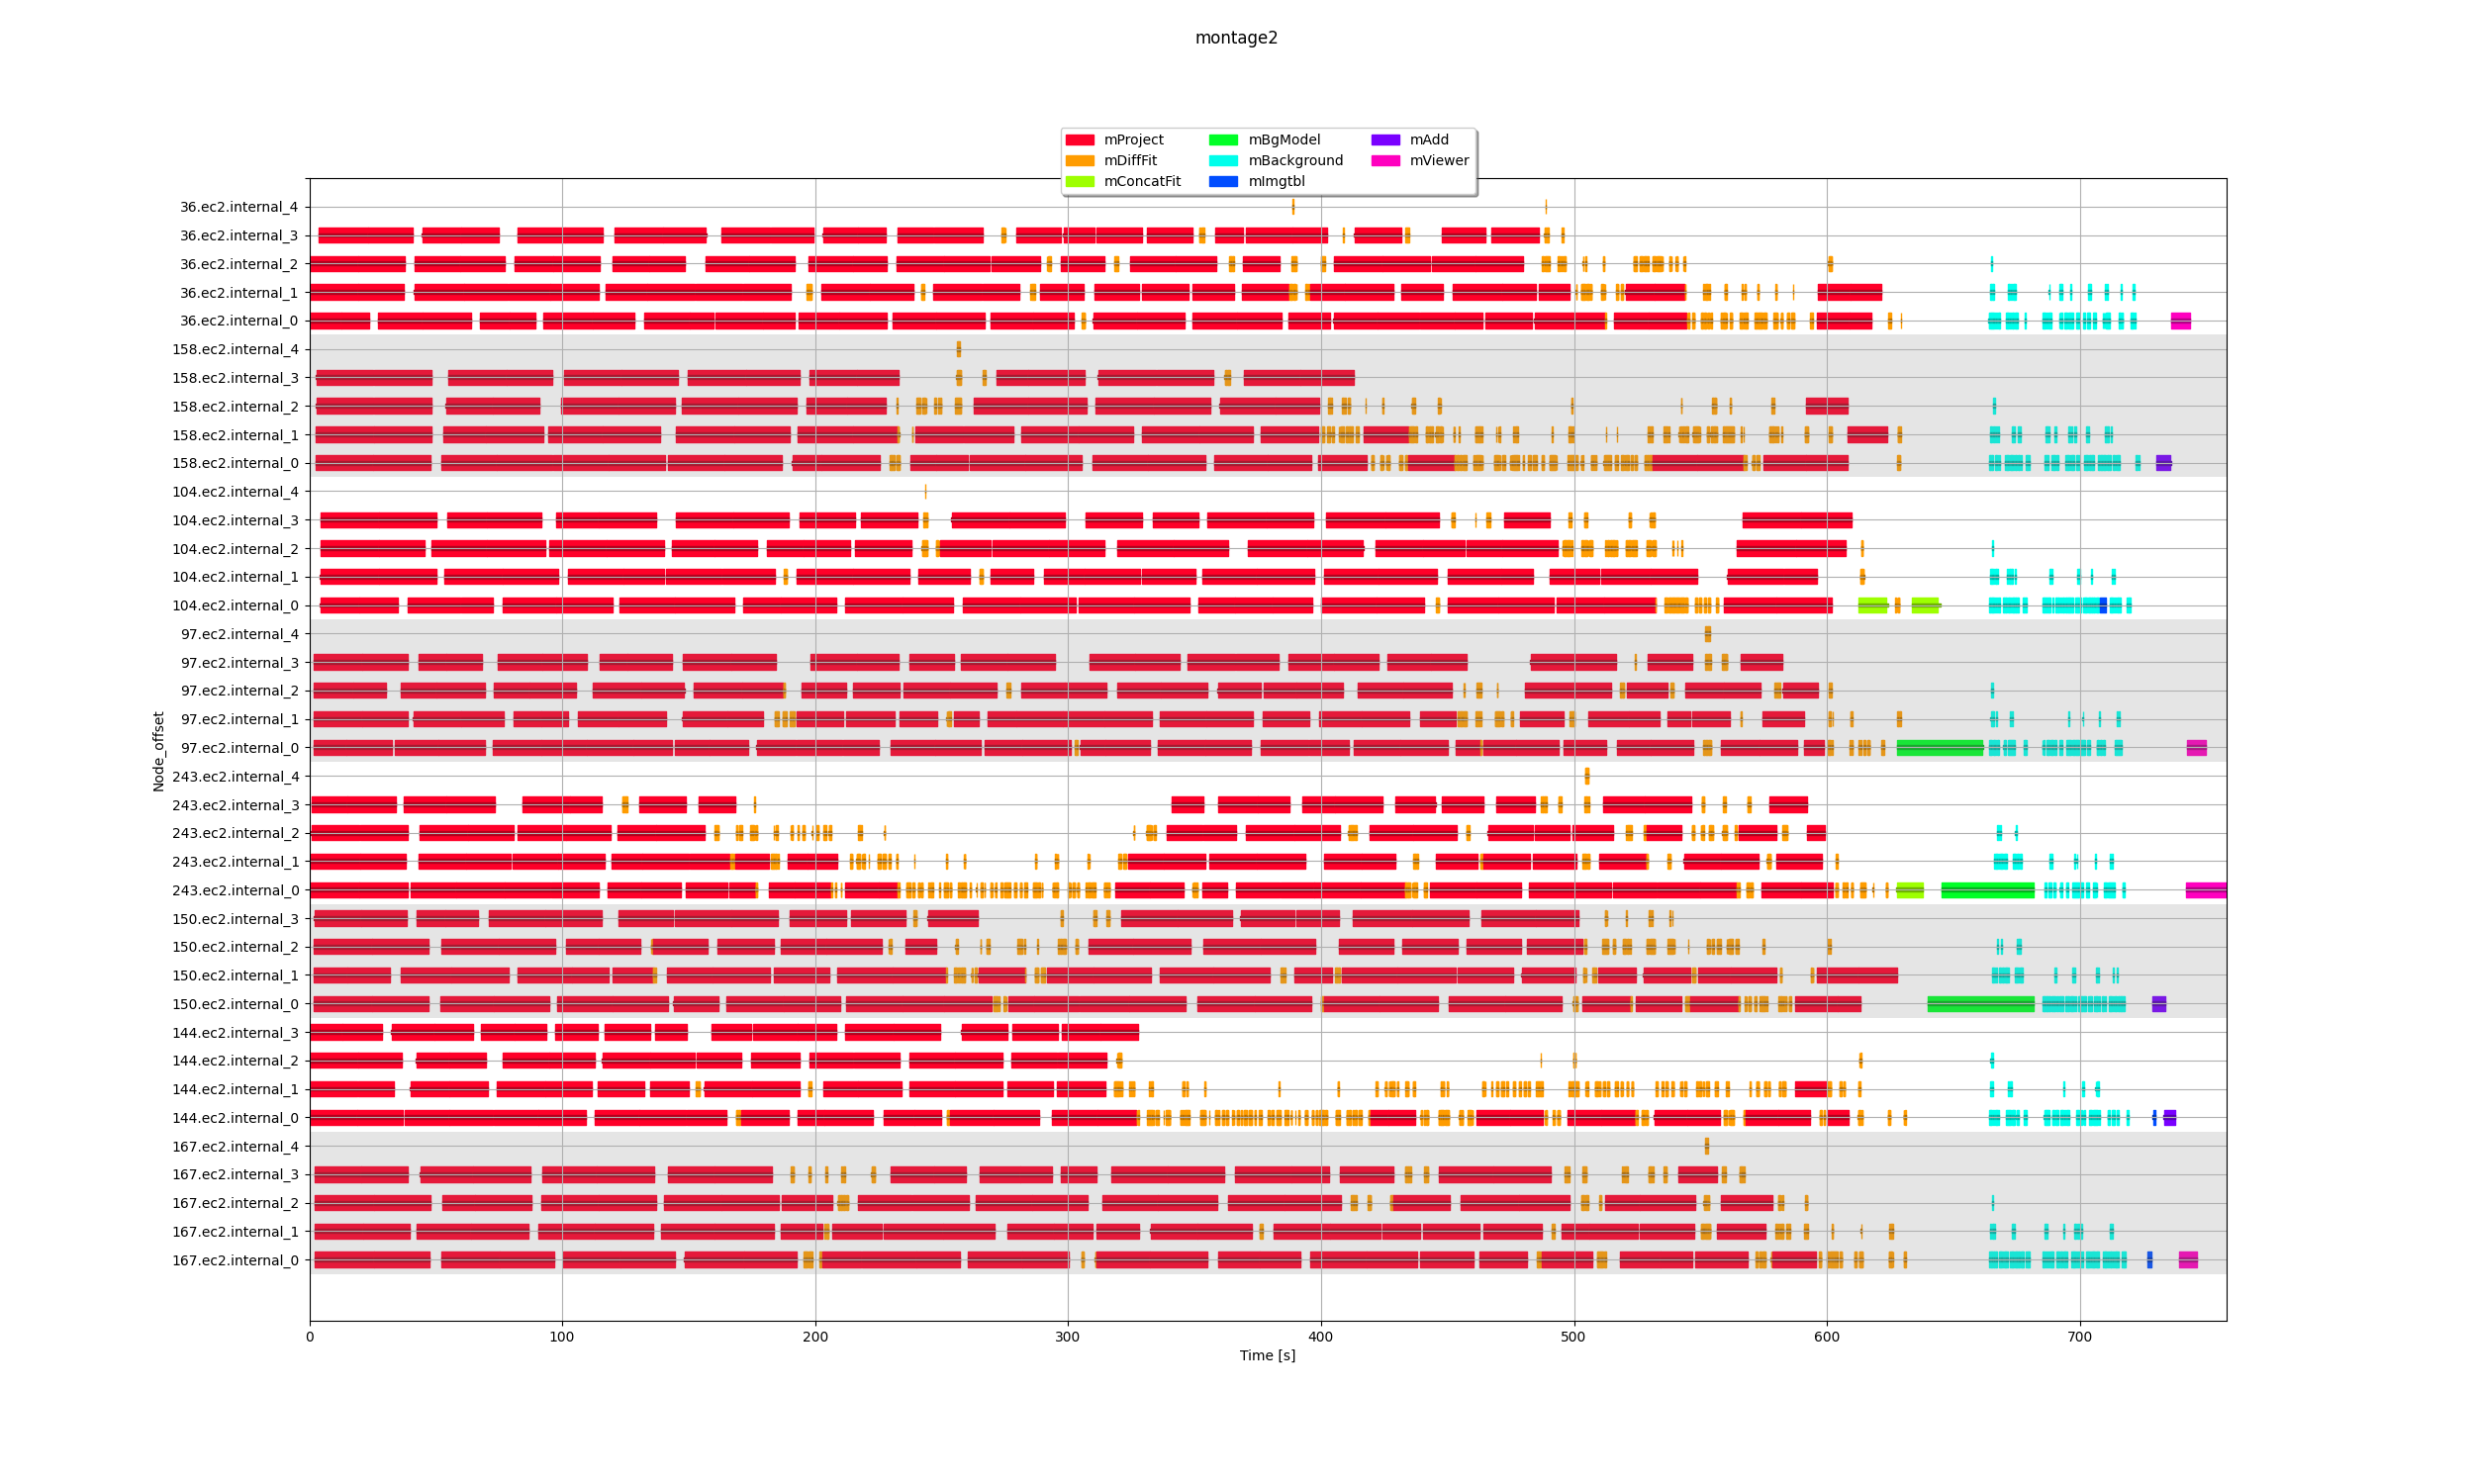 montage2
mProject mBgModel mAdd
mDiffFit mBackground mViewer
mConcatFit mImgtbl
36.ec2.internal_4
36.ec2.internal_3
36.ec2.internal_2
36.ec2.internal_1
36.ec2.internal_0
158.ec2.internal_4
158.ec2.internal_3
158.ec2.internal_2
158.ec2.internal_1
158.ec2.internal_0
104.ec2.internal_4
104.ec2.internal_3
104.ec2.internal_2
104.ec2.internal_1
104.ec2.internal_0
97.ec2.internal_4
97.ec2.internal_3
97.ec2.internal_2
97.ec2.internal_1
97.ec2.internal_0
243.ec2.internal_4
243.ec2.internal_3
243.ec2.internal_2
243.ec2.internal_1
243.ec2.internal_0
150.ec2.internal_3
150.ec2.internal_2
150.ec2.internal_1
150.ec2.internal_0
144.ec2.internal_3
144.ec2.internal_2
144.ec2.internal_1
144.ec2.internal_0
167.ec2.internal_4
167.ec2.internal_3
167.ec2.internal_2
167.ec2.internal_1
167.ec2.internal_0
Node_offset
0 100 200 300 400 500 600 700
Time [s]